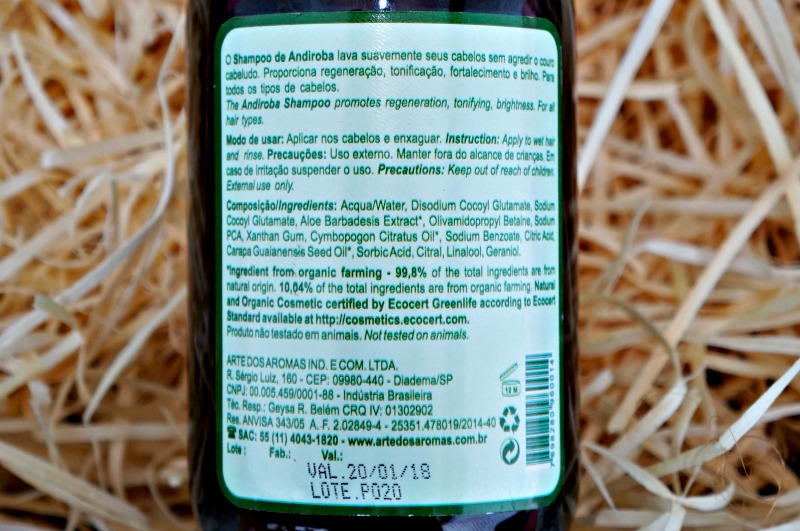 O Shampoo de Andiroba lava suavemente seus cabelos sem agredir o couro
cabeludo. Proporciona regeneração, tonificação, fortalecimento e brilho. Para
todos os tipos de cabelos.
The Andiroba Shampoo promotes regeneration, tonifying, brightness. For all
hair types.
Modo de usar: Aplicar nos cabelos e enxaguar. Instruction: Apply to wet hair
and rinse. Precauções: Uso externo. Manter fora do alcance de crianças. Em
caso de irritação suspender o uso. Precautions: Keep out of reach of children.
External use only.
Composição/Ingredients: Acqua/Water, Disodium Cocoyl Glutamate, Sodium
Cocoyl Glutamate, Aloe Barbadesis Extract*, Olivamidopropyl Betaine, Sodium
PCA, Xanthan Gum, Cymbopogon Citratus Oil*, Sodium Benzoate, Citric Acid,
Carapa Guaianensis Seed Oil*, Sorbic Acid, Citral, Linalool, Geraniol.
*Ingredient from organic farming - 99,8% of the total ingredients are from
natural origin. 10,04% of the total ingredients are from organic farming. Natural
and Organic Cosmetic certified by Ecocert Greenlife according to Ecocert
Standard available at http://cosmetics.ecocert.com.
Produto não testado em animais. Not tested on animals.
ARTE DOS AROMAS IND. E COM. LTDA.
R. Sérgio Luiz, 160 - CEP: 09980-440 - Diadema/SP
CNPJ: 00.005.459/0001-88 - Indústria Brasileira
Téc. Resp.: Geysa R. Belém CRQ IV: 01302902
Res. ANVISA 343/05 A. F. 2.02849-4 - 25351.478019/2014-40
SAC: 55 (11) 4043-1820 - www.artedosaromas.com.br
Lote: Fab.: Val.:
VAL.20/01/18
LOTE.P020
12 M
7898280960014